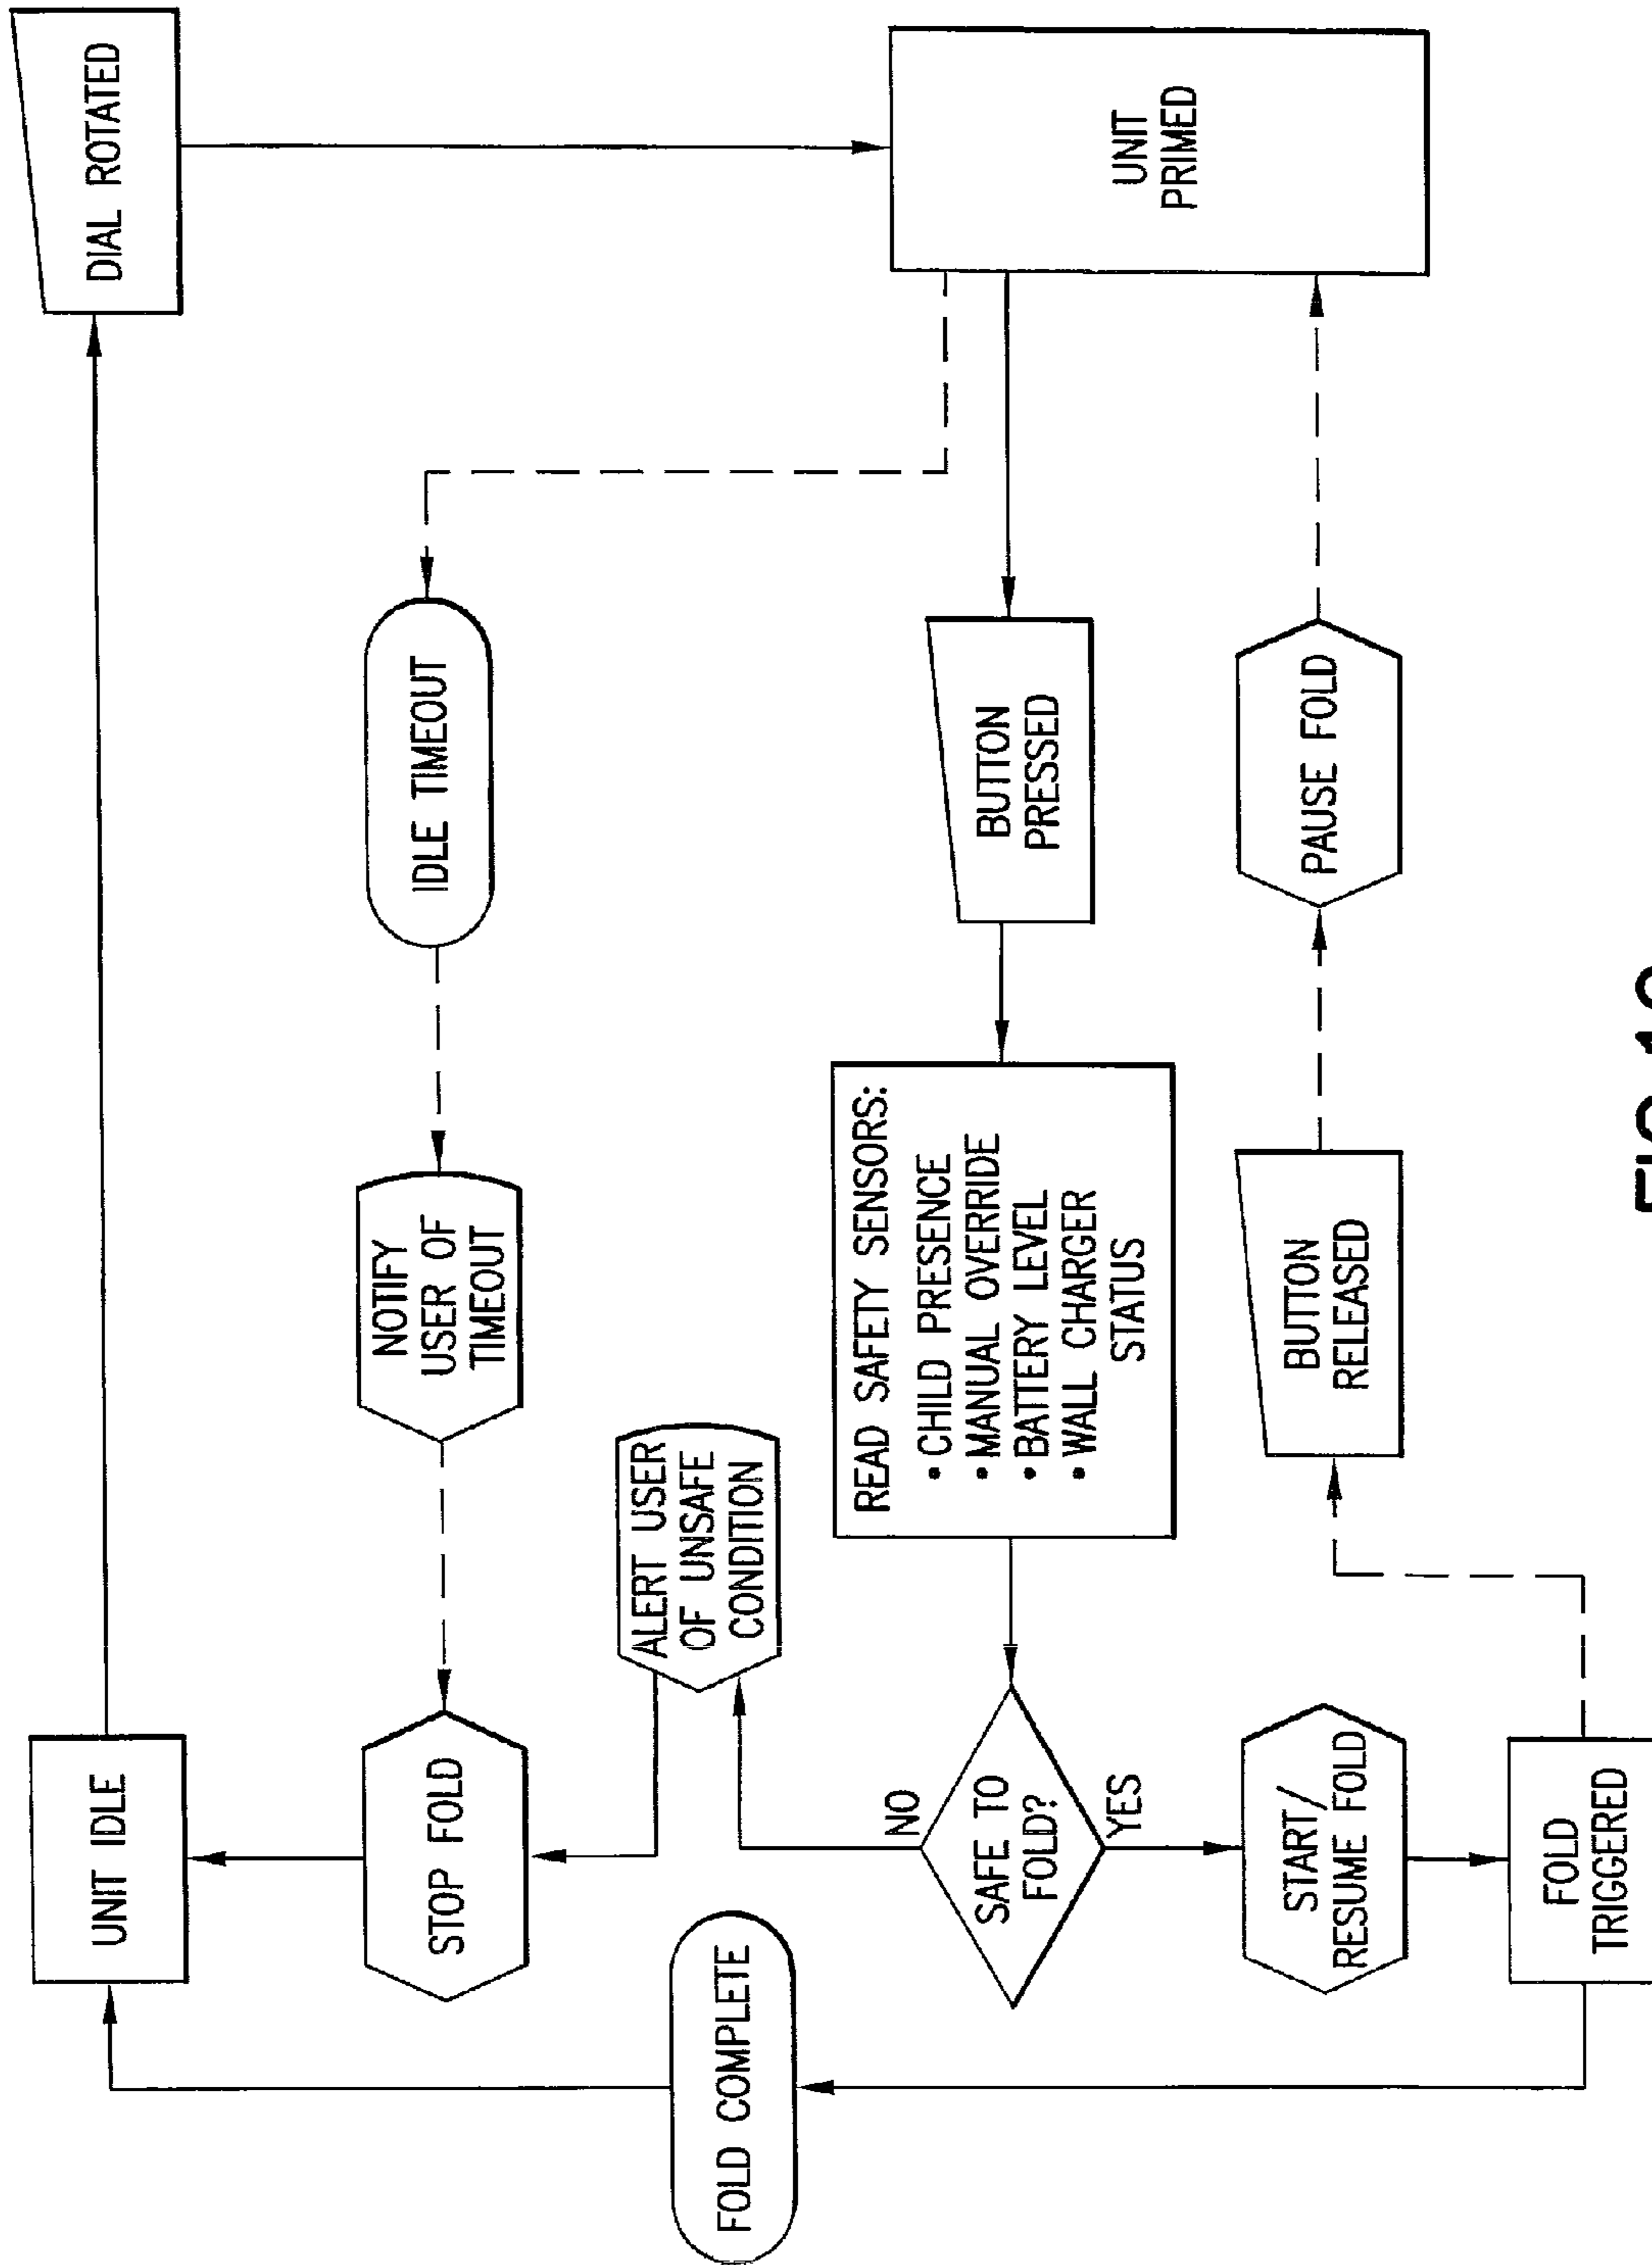 UNIT IDLE
DIAL ROTATED
STOP FOLD
NOTIFY
USER OF
TIMEOUT
IDLE TIMEOUT
FOLD COMPLETE
ALERT USER
OF UNSAFE
CONDITION
NO
SAFE TO
FOLD?
YES
READ SAFETY SENSORS:
• CHILD PRESENCE
• MANUAL OVERRIDE
• BATTERY LEVEL
• WALL CHARGER
STATUS
BUTTON
PRESSED
UNIT
PRIMED
START/
RESUME FOLD
BUTTON
RELEASED
PAUSE FOLD
FOLD
TRIGGERED